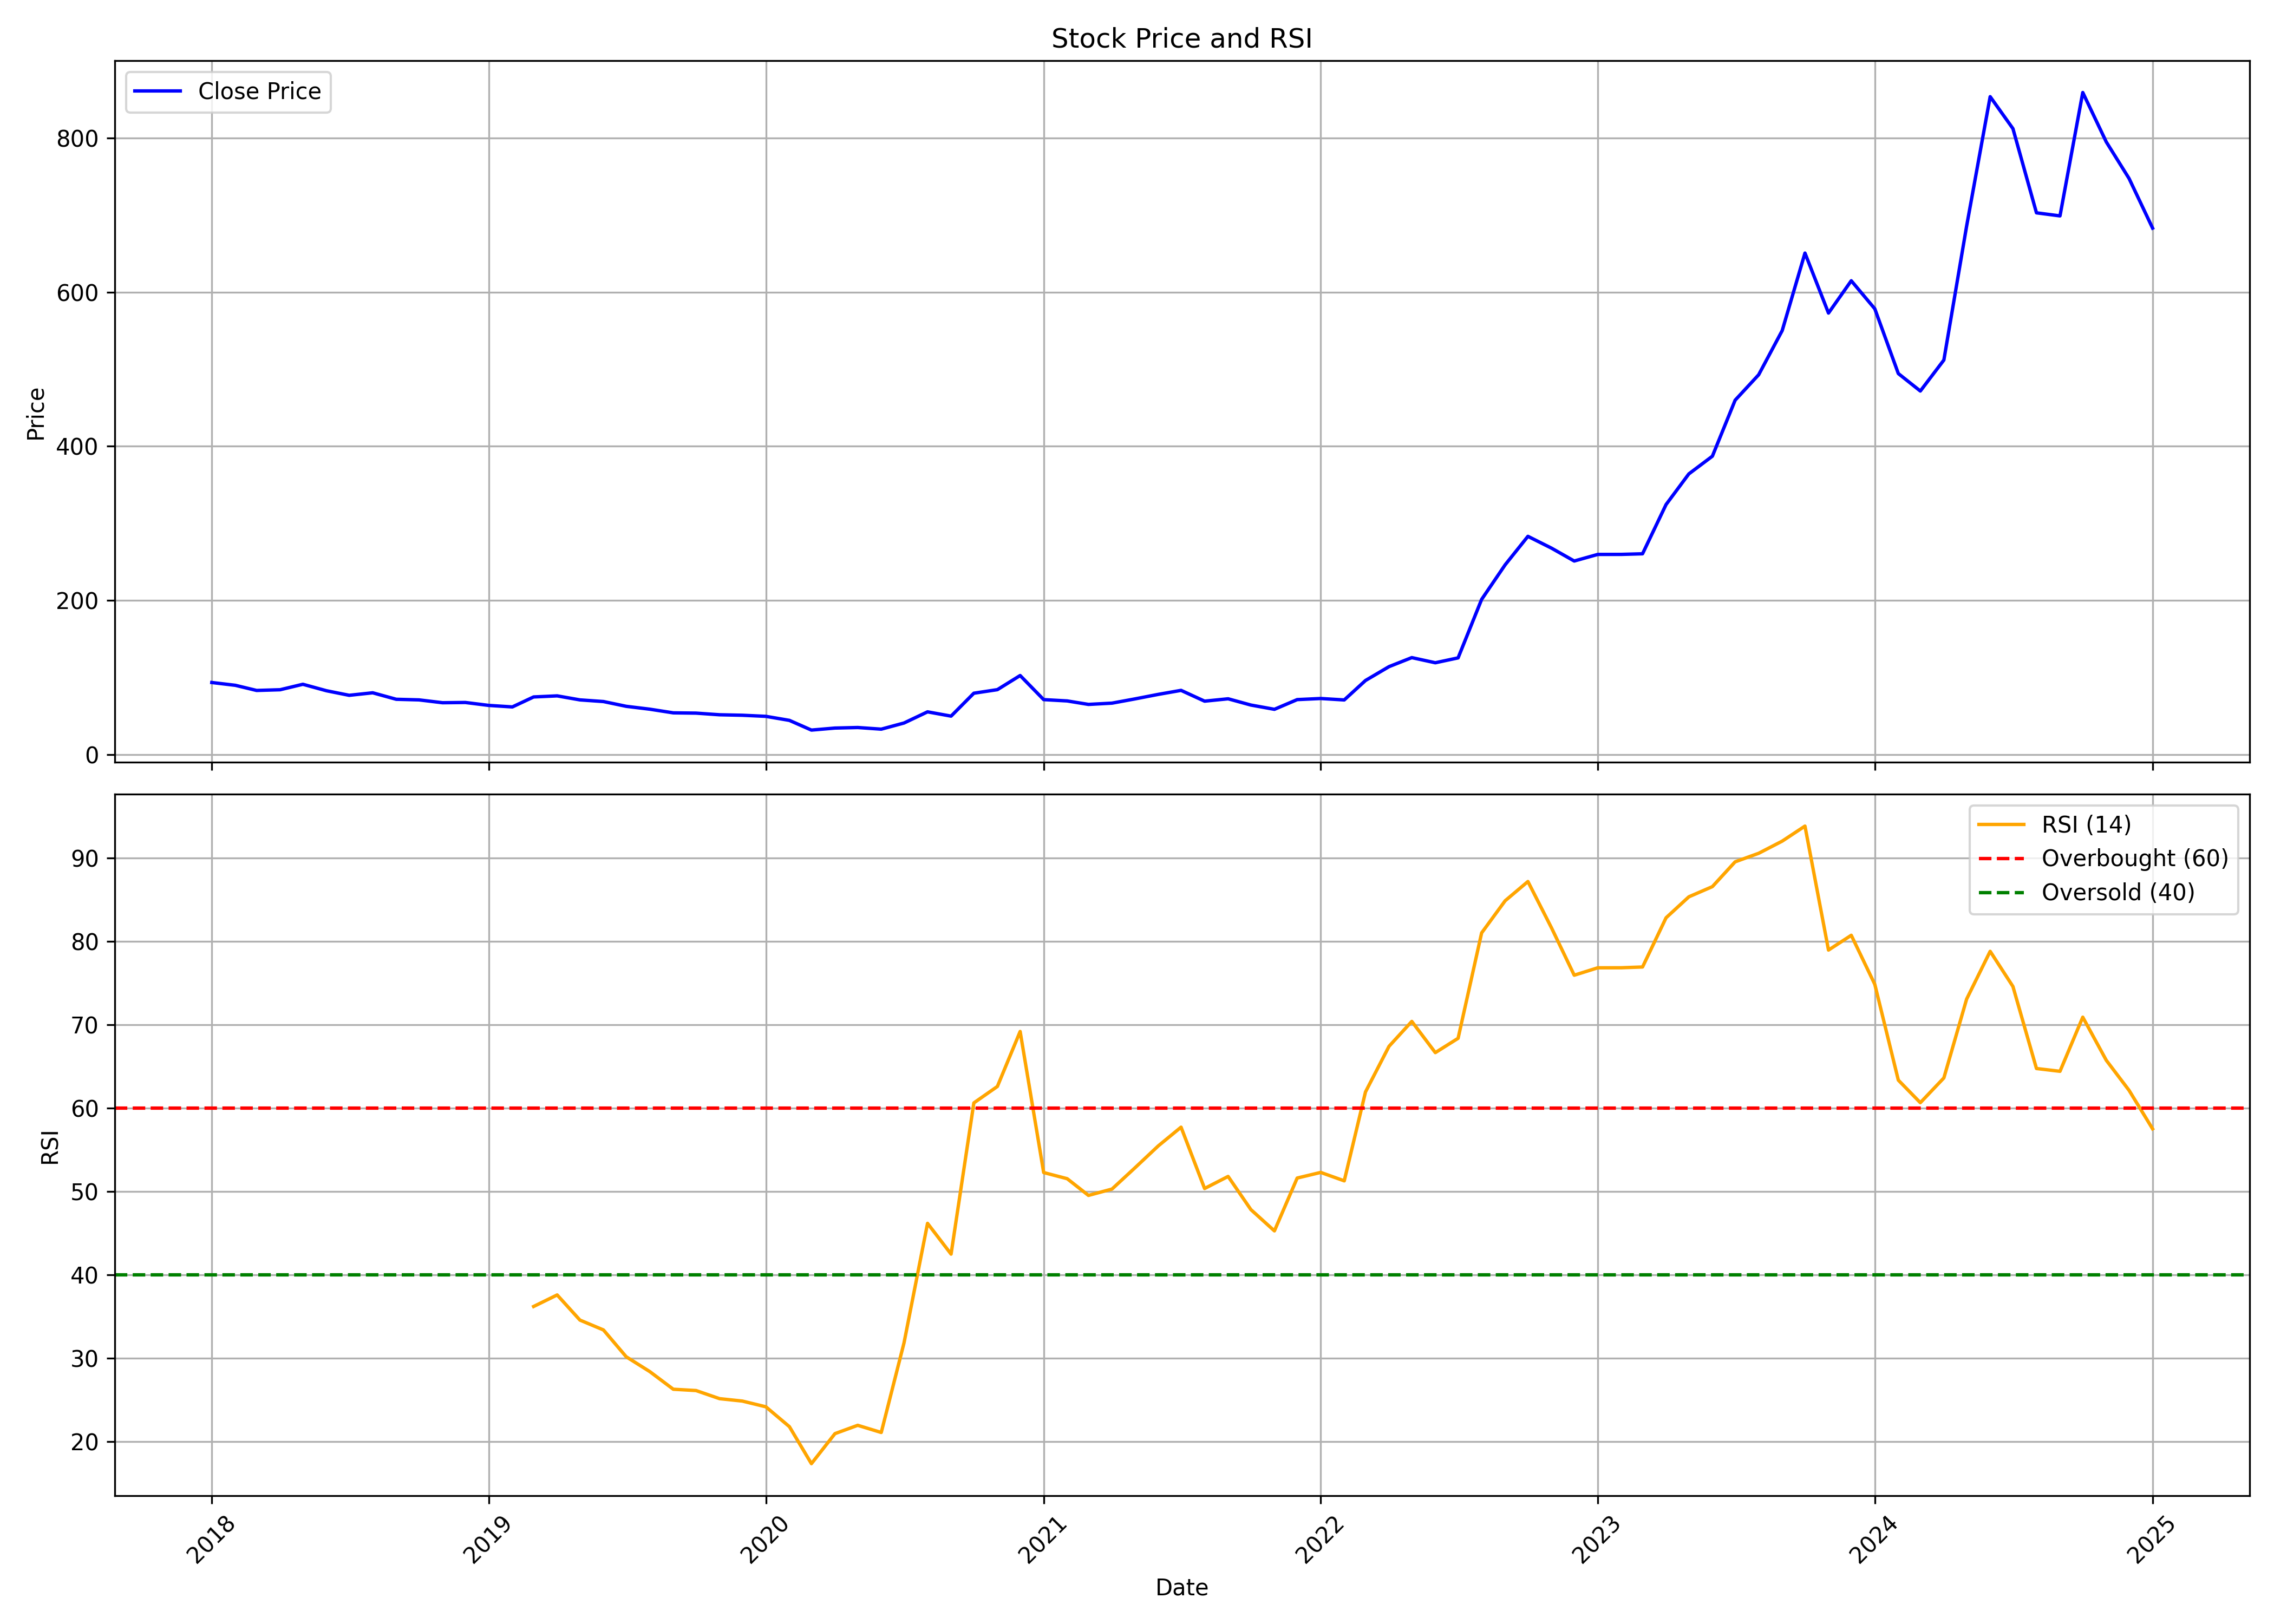 Stock Price and RSI
Close Price
800
600
400
200
0
Price
RSI (14)
Overbought (60)
Oversold (40)
90
80
70
60
50
40
30
20
RSI
2018
2019
2020
2021
2022
2023
2024
2025
Date